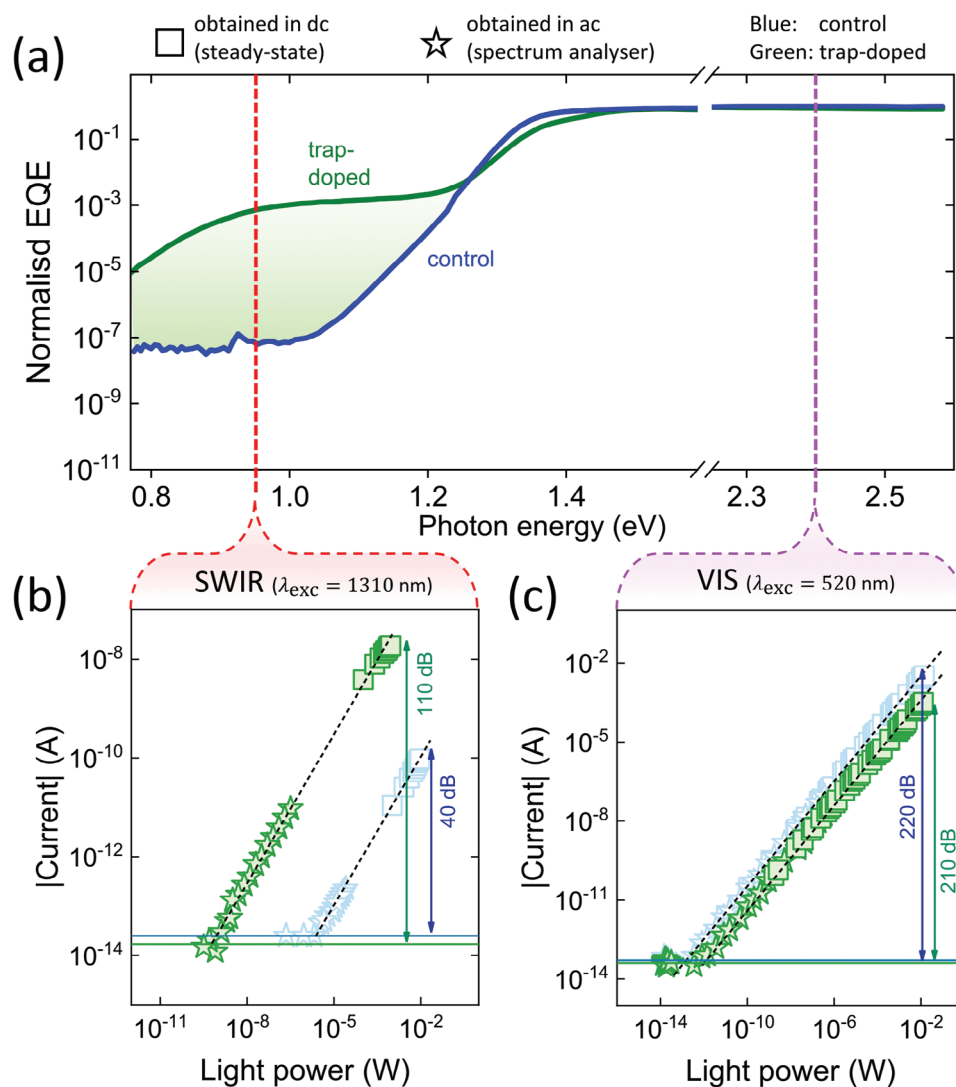 obtained in dc
(steady-state)
obtained in ac
(spectrum analyser)
Blue: control
Green: trap-doped
(a)
Normalisd EQE
10⁻¹
10⁻³
10⁻⁵
10⁻⁷
10⁻⁹
10⁻¹¹
trap-
doped
control
0.8 1.0 1.2 1.4 2.3 2.5
Photon energy (eV)
(b)
SWIR (λexc = 1310 nm)
|Current| (A)
10⁻⁸
10⁻¹⁰
10⁻¹²
10⁻¹⁴
110 dB
40 dB
10⁻¹¹ 10⁻⁸ 10⁻⁵ 10⁻²
Light power (W)
(c)
VIS (λexc = 520 nm)
|Current| (A)
10⁻²
10⁻⁵
10⁻⁸
10⁻¹¹
10⁻¹⁴
220 dB
210 dB
10⁻¹⁴ 10⁻¹⁰ 10⁻⁶ 10⁻²
Light power (W)